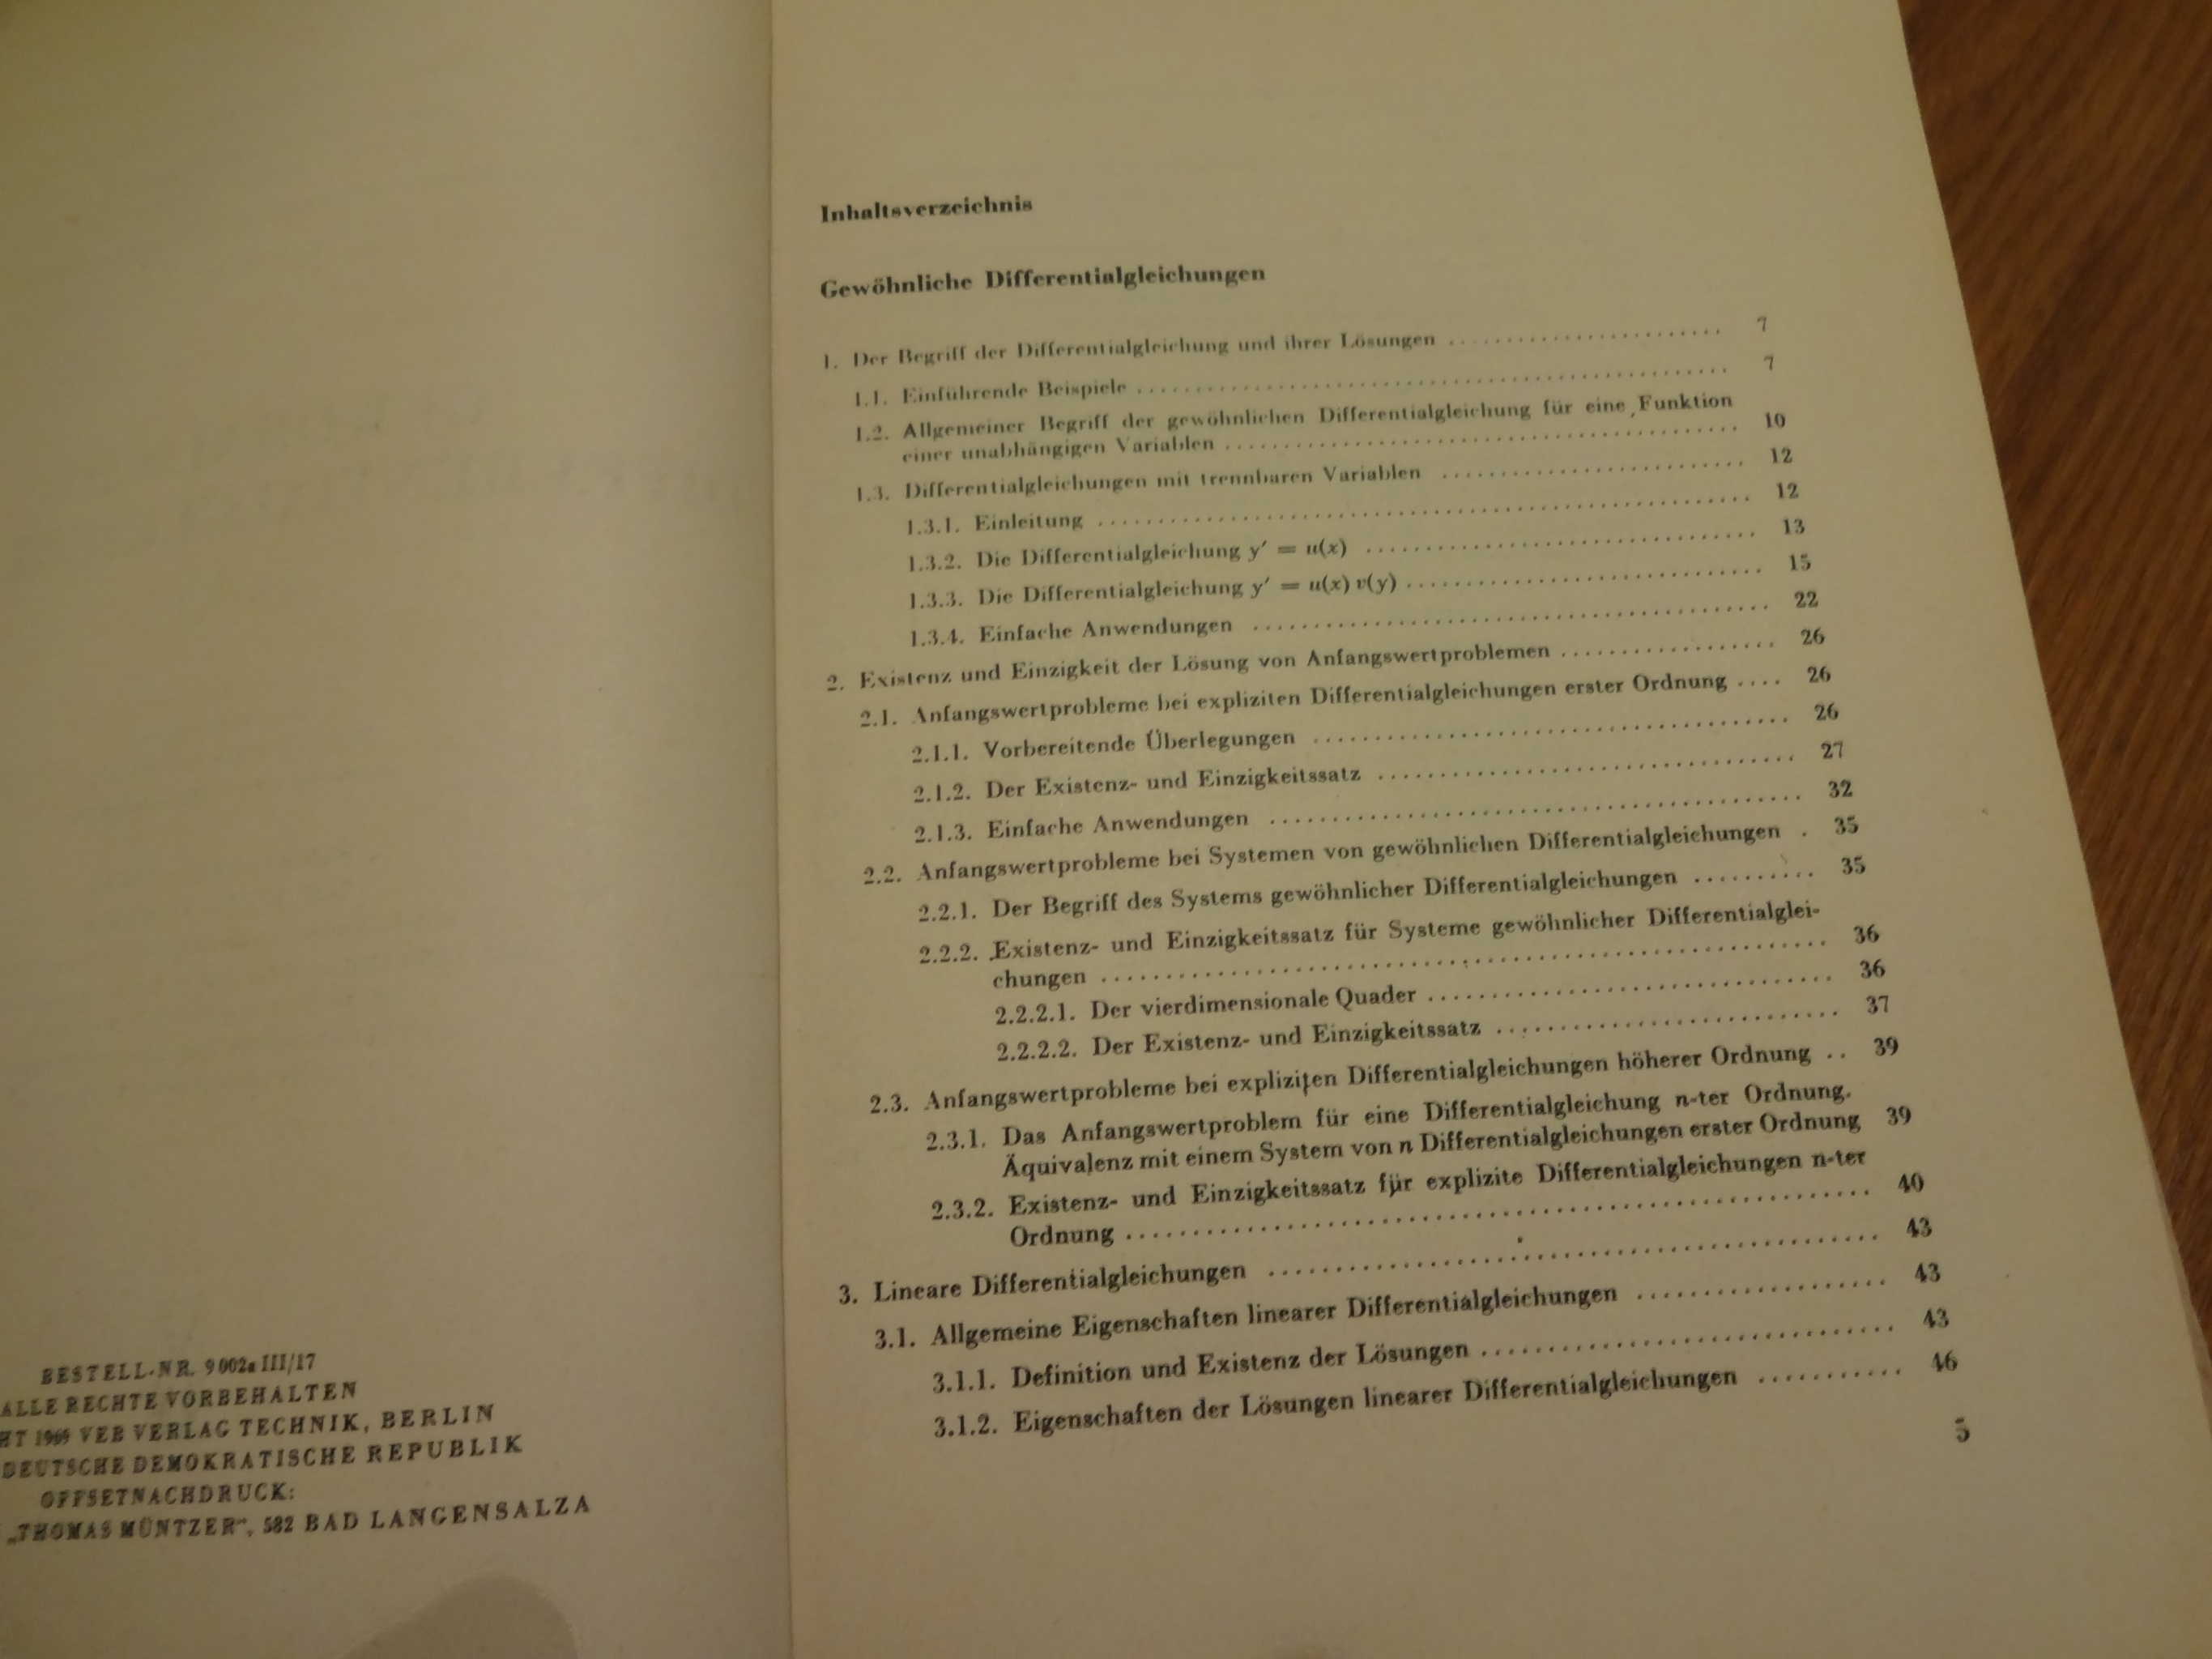 BESTELL-NR. 9002a III/17
ALLE RECHTE VORBEHALTEN
HT 1969 VEB VERLAG TECHNIK, BERLIN
DEUTSCHE DEMOKRATISCHE REPUBLIK
OFFSETNACHDRUCK:
„THOMAS MÜNTZER“, 582 BAD LANGENSALZA
Inhaltsverzeichnis
Gewöhnliche Differentialgleichungen
1. Der Begriff der Differentialgleichung und ihrer Lösungen ........................ 7
1.1. Einführende Beispiele ........................ 7
1.2. Allgemeiner Begriff der gewöhnlichen Differentialgleichung für eine Funktion
einer unabhängigen Variablen ........................ 10
1.3. Differentialgleichungen mit trennbaren Variablen ........................ 12
1.3.1. Einleitung ........................ 12
1.3.2. Die Differentialgleichung y′ = u(x) ........................ 13
1.3.3. Die Differentialgleichung y′ = u(x) v(y) ........................ 15
1.3.4. Einfache Anwendungen ........................ 22
2. Existenz und Einzigkeit der Lösung von Anfangswertproblemen .................. 26
2.1. Anfangswertprobleme bei expliziten Differentialgleichungen erster Ordnung .... 26
2.1.1. Vorbereitende Überlegungen ........................ 26
2.1.2. Der Existenz- und Einzigkeitssatz ........................ 27
2.1.3. Einfache Anwendungen ........................ 32
2.2. Anfangswertprobleme bei Systemen von gewöhnlichen Differentialgleichungen . 35
2.2.1. Der Begriff des Systems gewöhnlicher Differentialgleichungen .......... 35
2.2.2. Existenz- und Einzigkeitssatz für Systeme gewöhnlicher Differentialglei-
chungen ........................ 36
2.2.2.1. Der vierdimensionale Quader ........................ 36
2.2.2.2. Der Existenz- und Einzigkeitssatz ........................ 37
2.3. Anfangswertprobleme bei expliziten Differentialgleichungen höherer Ordnung .. 39
2.3.1. Das Anfangswertproblem für eine Differentialgleichung n-ter Ordnung.
Äquivalenz mit einem System von n Differentialgleichungen erster Ordnung 39
2.3.2. Existenz- und Einzigkeitssatz für explizite Differentialgleichungen n-ter
Ordnung ........................ 40
3. Lineare Differentialgleichungen ........................ 43
3.1. Allgemeine Eigenschaften linearer Differentialgleichungen ................... 43
3.1.1. Definition und Existenz der Lösungen ........................ 43
3.1.2. Eigenschaften der Lösungen linearer Differentialgleichungen ........... 46
5